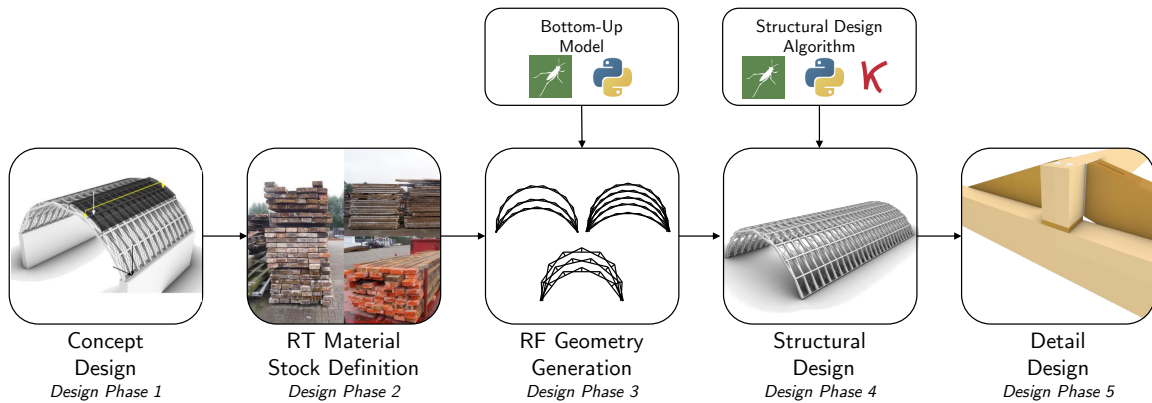 Bottom-Up
Model
Structural Design
Algorithm
Concept
Design
Design Phase 1
RT Material
Stock Definition
Design Phase 2
RF Geometry
Generation
Design Phase 3
Structural
Design
Design Phase 4
Detail
Design
Design Phase 5